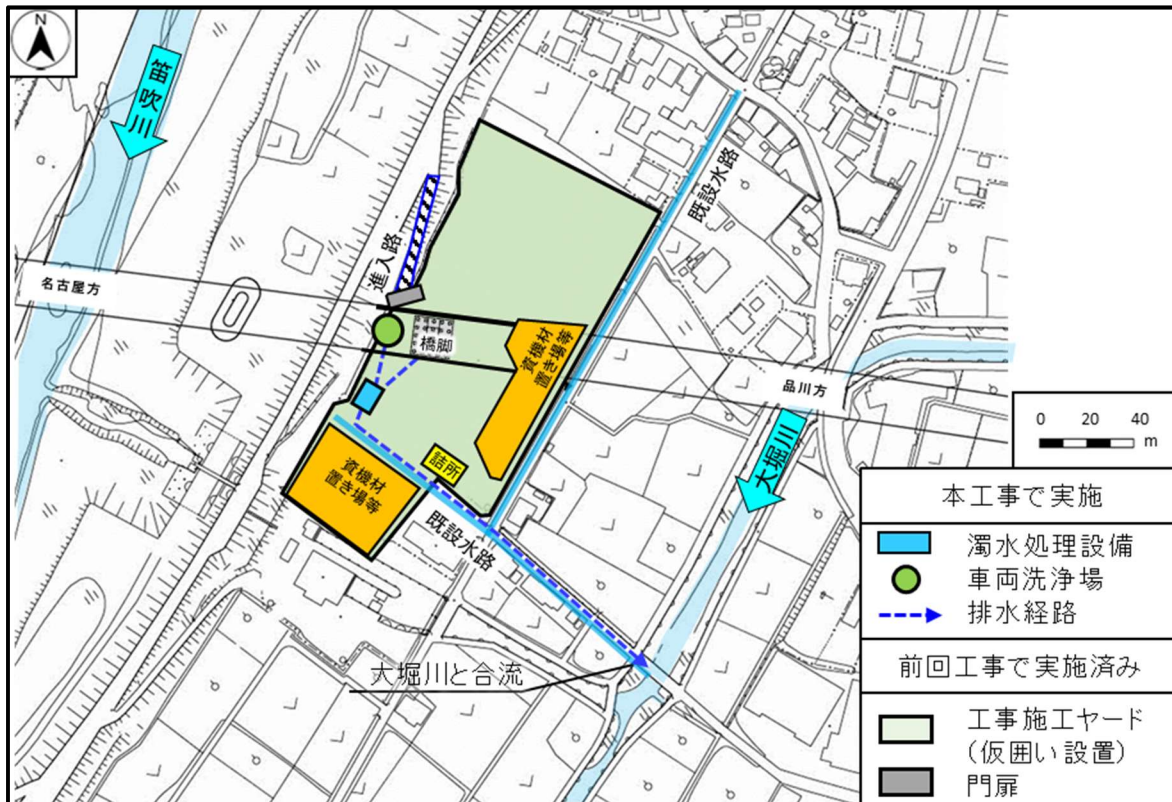 N
笛吹川
既設水路
進入路
名古屋方
橋脚
資機材
置き場等
品川方
0 20 40
m
大堀川
詰所
資機材
置き場等
既設水路
大堀川と合流
本工事で実施
濁水処理設備
車両洗浄場
排水経路
前回工事で実施済み
工事施工ヤード
(仮囲い設置)
門扉